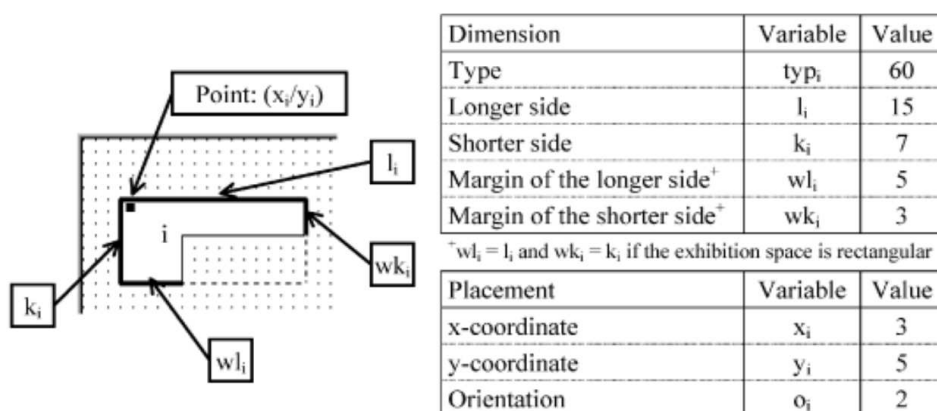 Point: (xᵢ/yᵢ)
lᵢ
i
wkᵢ
kᵢ
wlᵢ
Dimension Variable Value
Type typᵢ 60
Longer side lᵢ 15
Shorter side kᵢ 7
Margin of the longer side⁺ wlᵢ 5
Margin of the shorter side⁺ wkᵢ 3
⁺wlᵢ = lᵢ and wkᵢ = kᵢ if the exhibition space is rectangular
Placement Variable Value
x-coordinate xᵢ 3
y-coordinate yᵢ 5
Orientation oᵢ 2